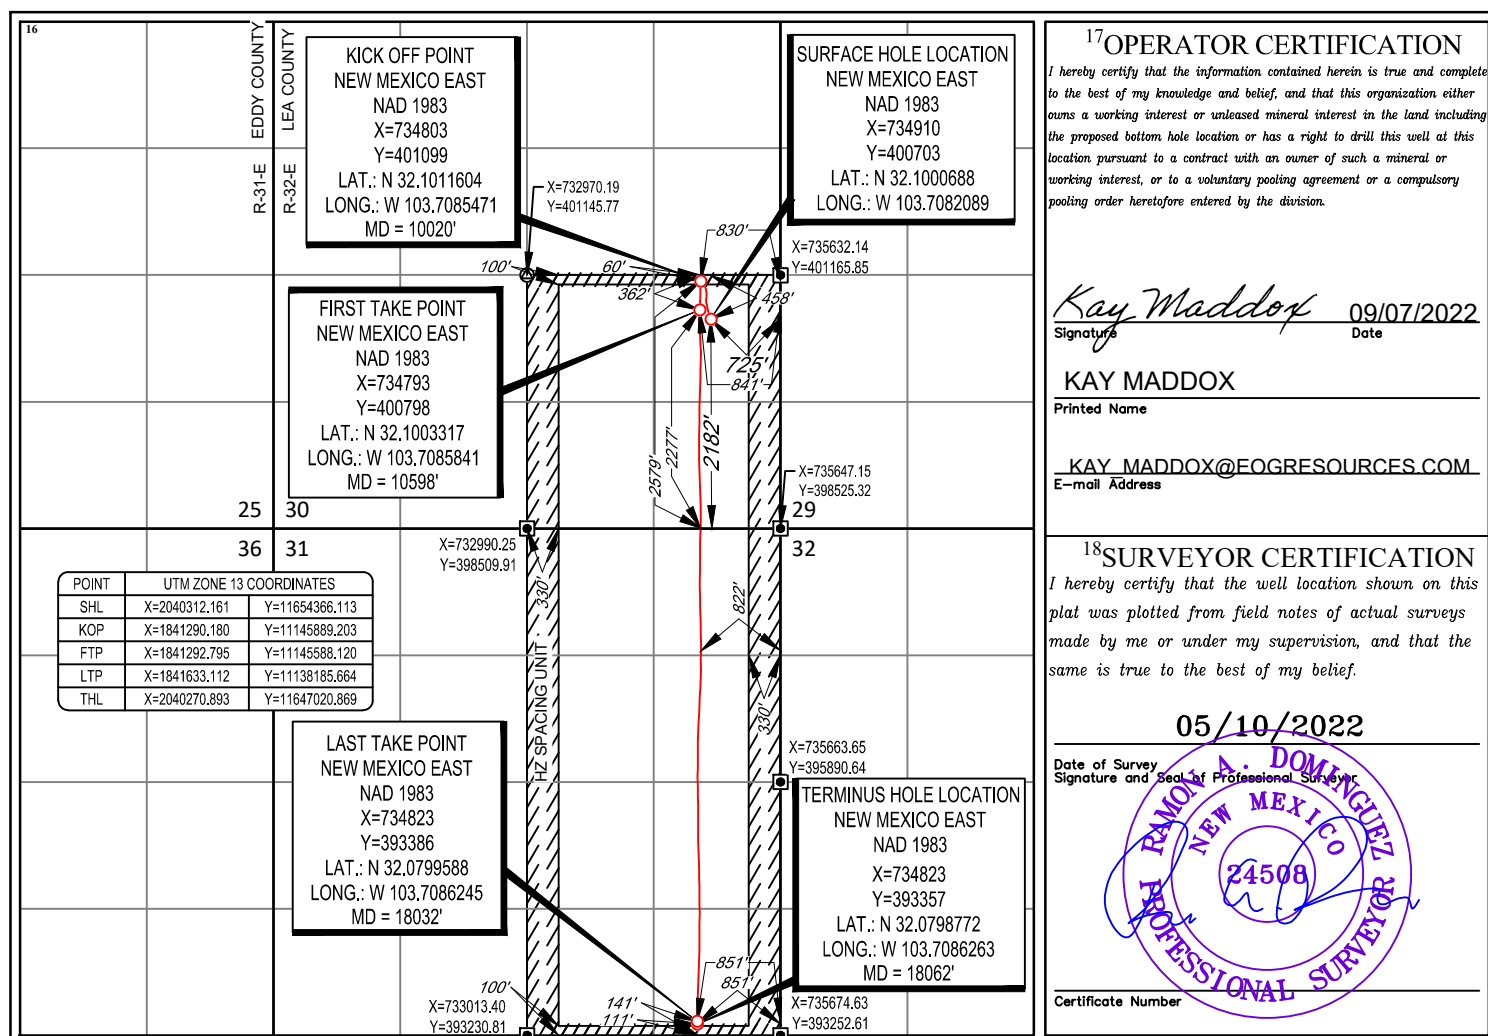 16
EDDY COUNTY
LEA COUNTY
R-31-E
R-32-E
KICK OFF POINT
NEW MEXICO EAST
NAD 1983
X=734803
Y=401099
LAT.: N 32.1011604
LONG.: W 103.7085471
MD = 10020'
SURFACE HOLE LOCATION
NEW MEXICO EAST
NAD 1983
X=734910
Y=400703
LAT.: N 32.1000688
LONG.: W 103.7082089
X=732970.19
Y=401145.77
830'
X=735632.14
Y=401165.85
100'
60'
362'
458'
FIRST TAKE POINT
NEW MEXICO EAST
NAD 1983
X=734793
Y=400798
LAT.: N 32.1003317
LONG.: W 103.7085841
MD = 10598'
725'
841'
2579'
2277'
2182'
X=735647.15
Y=398525.32
25
30
29
36
31
32
X=732990.25
Y=398509.91
POINT UTM ZONE 13 COORDINATES
SHL X=2040312.161 Y=11654366.113
KOP X=1841290.180 Y=11145889.203
FTP X=1841292.795 Y=11145588.120
LTP X=1841633.112 Y=11138185.664
THL X=2040270.893 Y=11647020.869
330'
822'
HZ SPACING UNIT
330'
LAST TAKE POINT
NEW MEXICO EAST
NAD 1983
X=734823
Y=393386
LAT.: N 32.0799588
LONG.: W 103.7086245
MD = 18032'
X=735663.65
Y=395890.64
TERMINUS HOLE LOCATION
NEW MEXICO EAST
NAD 1983
X=734823
Y=393357
LAT.: N 32.0798772
LONG.: W 103.7086263
MD = 18062'
851'
851'
100'
141'
111'
X=733013.40
Y=393230.81
X=735674.63
Y=393252.61
17OPERATOR CERTIFICATION
I hereby certify that the information contained herein is true and complete
to the best of my knowledge and belief, and that this organization either
owns a working interest or unleased mineral interest in the land including
the proposed bottom hole location or has a right to drill this well at this
location pursuant to a contract with an owner of such a mineral or
working interest, or to a voluntary pooling agreement or a compulsory
pooling order heretofore entered by the division.
Kay Maddox 09/07/2022
Signature Date
KAY MADDOX
Printed Name
KAY_MADDOX@EOGRESOURCES.COM
E-mail Address
18SURVEYOR CERTIFICATION
I hereby certify that the well location shown on this
plat was plotted from field notes of actual surveys
made by me or under my supervision, and that the
same is true to the best of my belief.
05/10/2022
Date of Survey
Signature and Seal of Professional Surveyor
RAMON A. DOMINGUEZ
NEW MEXICO
24508
PROFESSIONAL SURVEYOR
Certificate Number